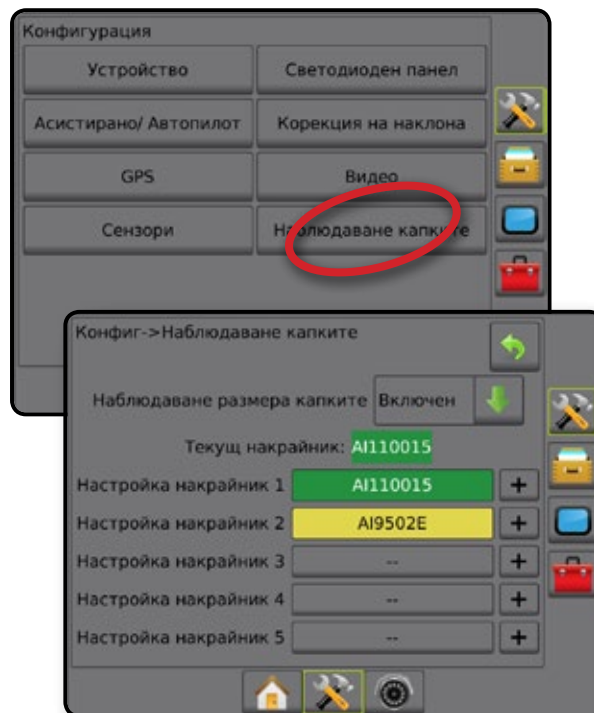 Конфигурация
Устройство Светодиоден панел
Асистирано/ Автопилот Корекция на наклона
GPS Видео
Сензори Наблюдаване капките
Конфиг->Наблюдаване капките
Наблюдаване размера капките Включен
Текущ накрайник: AI110015
Настройка накрайник 1 AI110015 +
Настройка накрайник 2 AI9502E +
Настройка накрайник 3 -- +
Настройка накрайник 4 -- +
Настройка накрайник 5 -- +